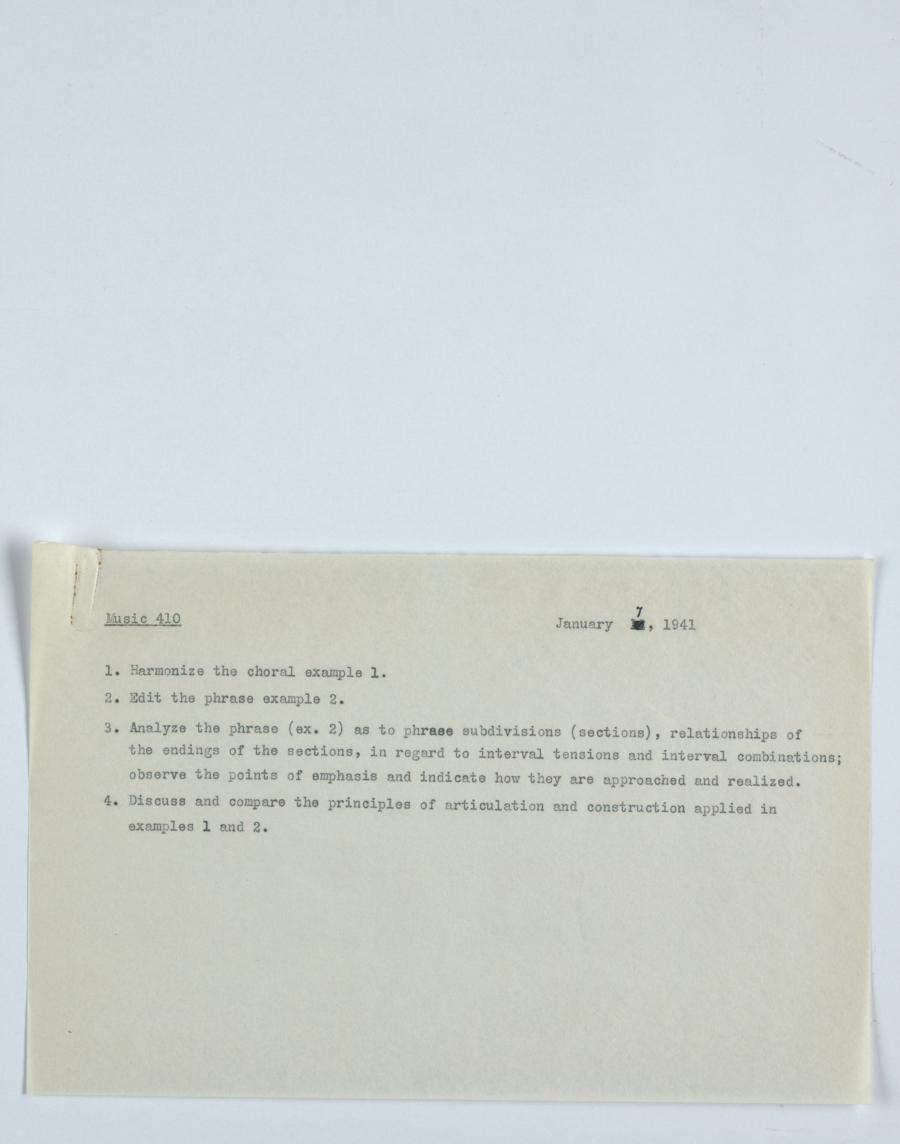 Music 410
January 7, 1941
1. Harmonize the choral example 1.
2. Edit the phrase example 2.
3. Analyze the phrase (ex. 2) as to phrase subdivisions (sections), relationships of
the endings of the sections, in regard to interval tensions and interval combinations;
observe the points of emphasis and indicate how they are approached and realized.
4. Discuss and compare the principles of articulation and construction applied in
examples 1 and 2.